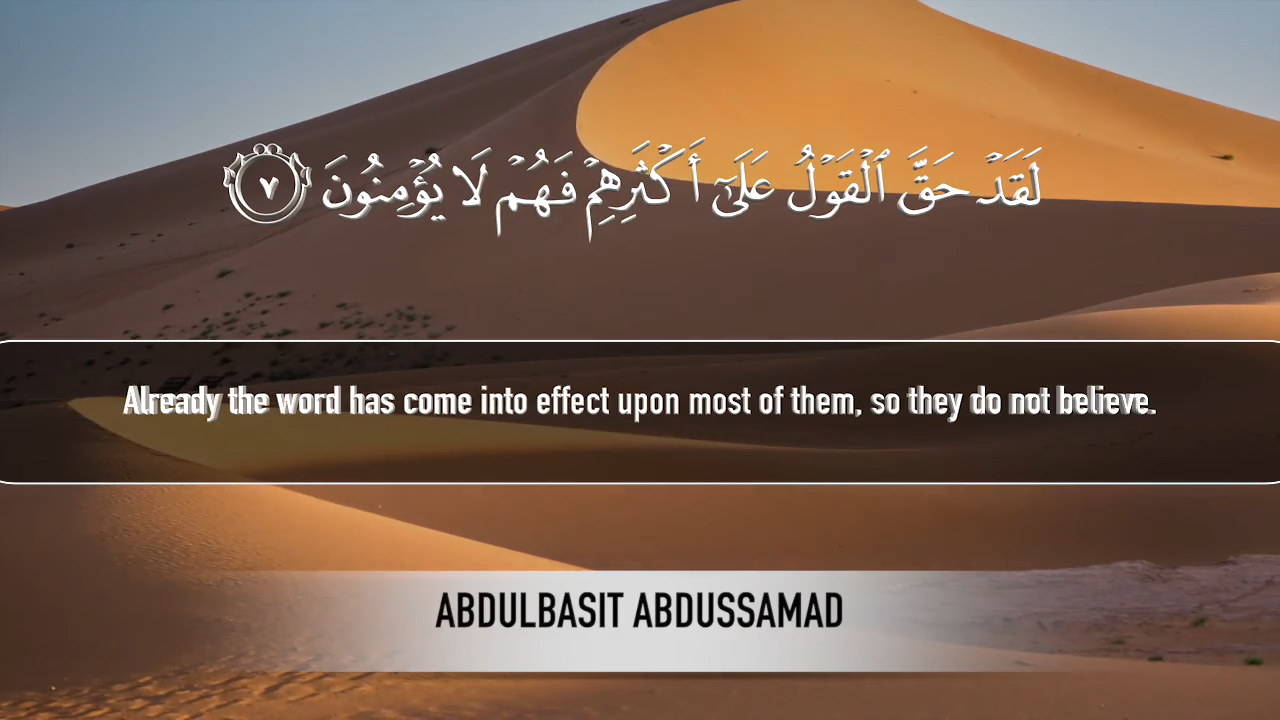 لَقَدْ حَقَّ ٱلْقَوْلُ عَلَىٰٓ أَكْثَرِهِمْ فَهُمْ لَا يُؤْمِنُونَ ٧
Already the word has come into effect upon most of them, so they do not believe.
ABDULBASIT ABDUSSAMAD